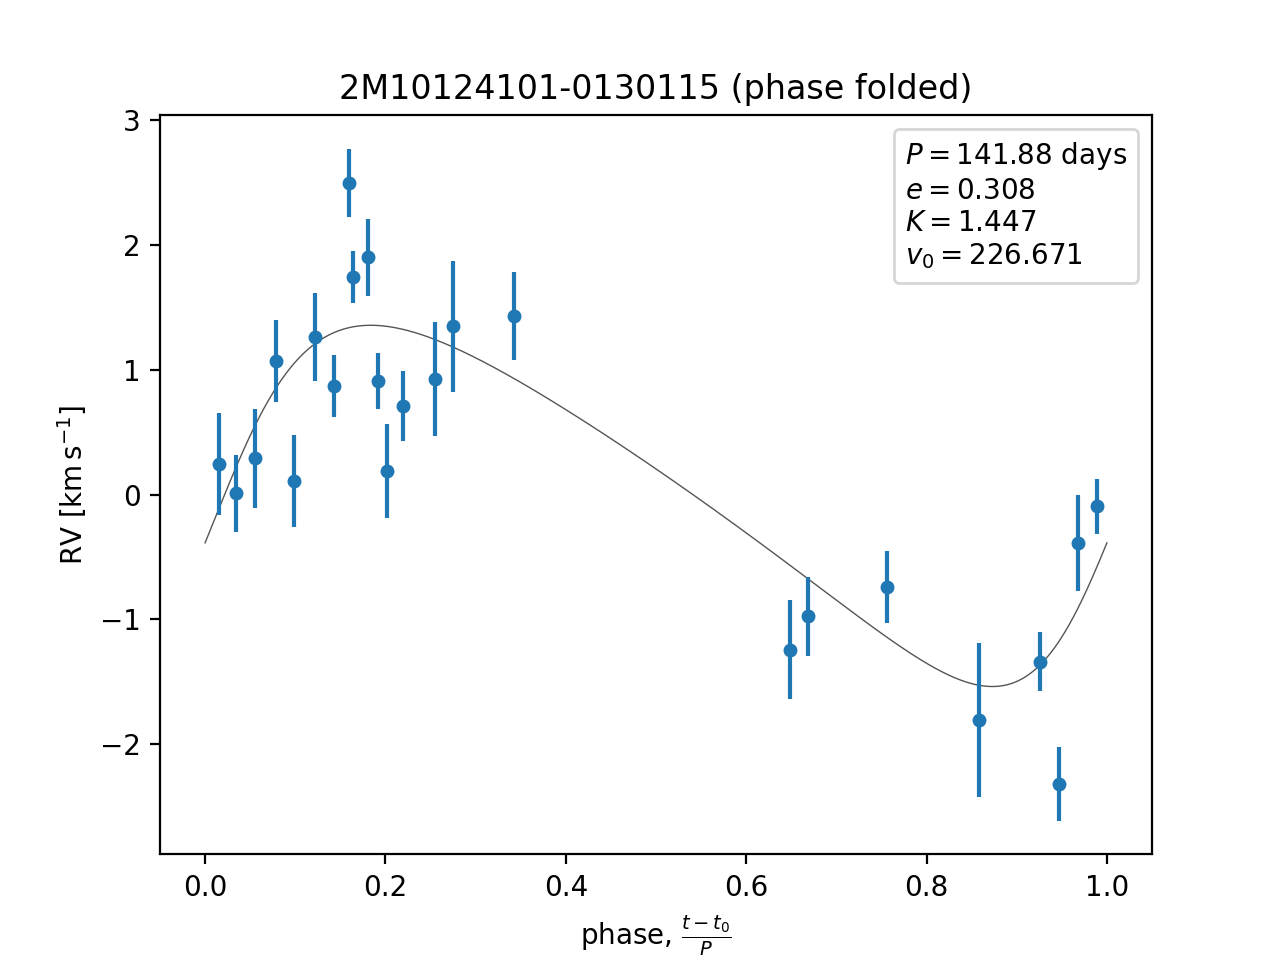 2M10124101-0130115 (phase folded)
P = 141.88 days
e = 0.308
K = 1.447
v₀ = 226.671
RV [km s⁻¹]
3
2
1
0
−1
−2
0.0 0.2 0.4 0.6 0.8 1.0
phase, (t − t₀)/P